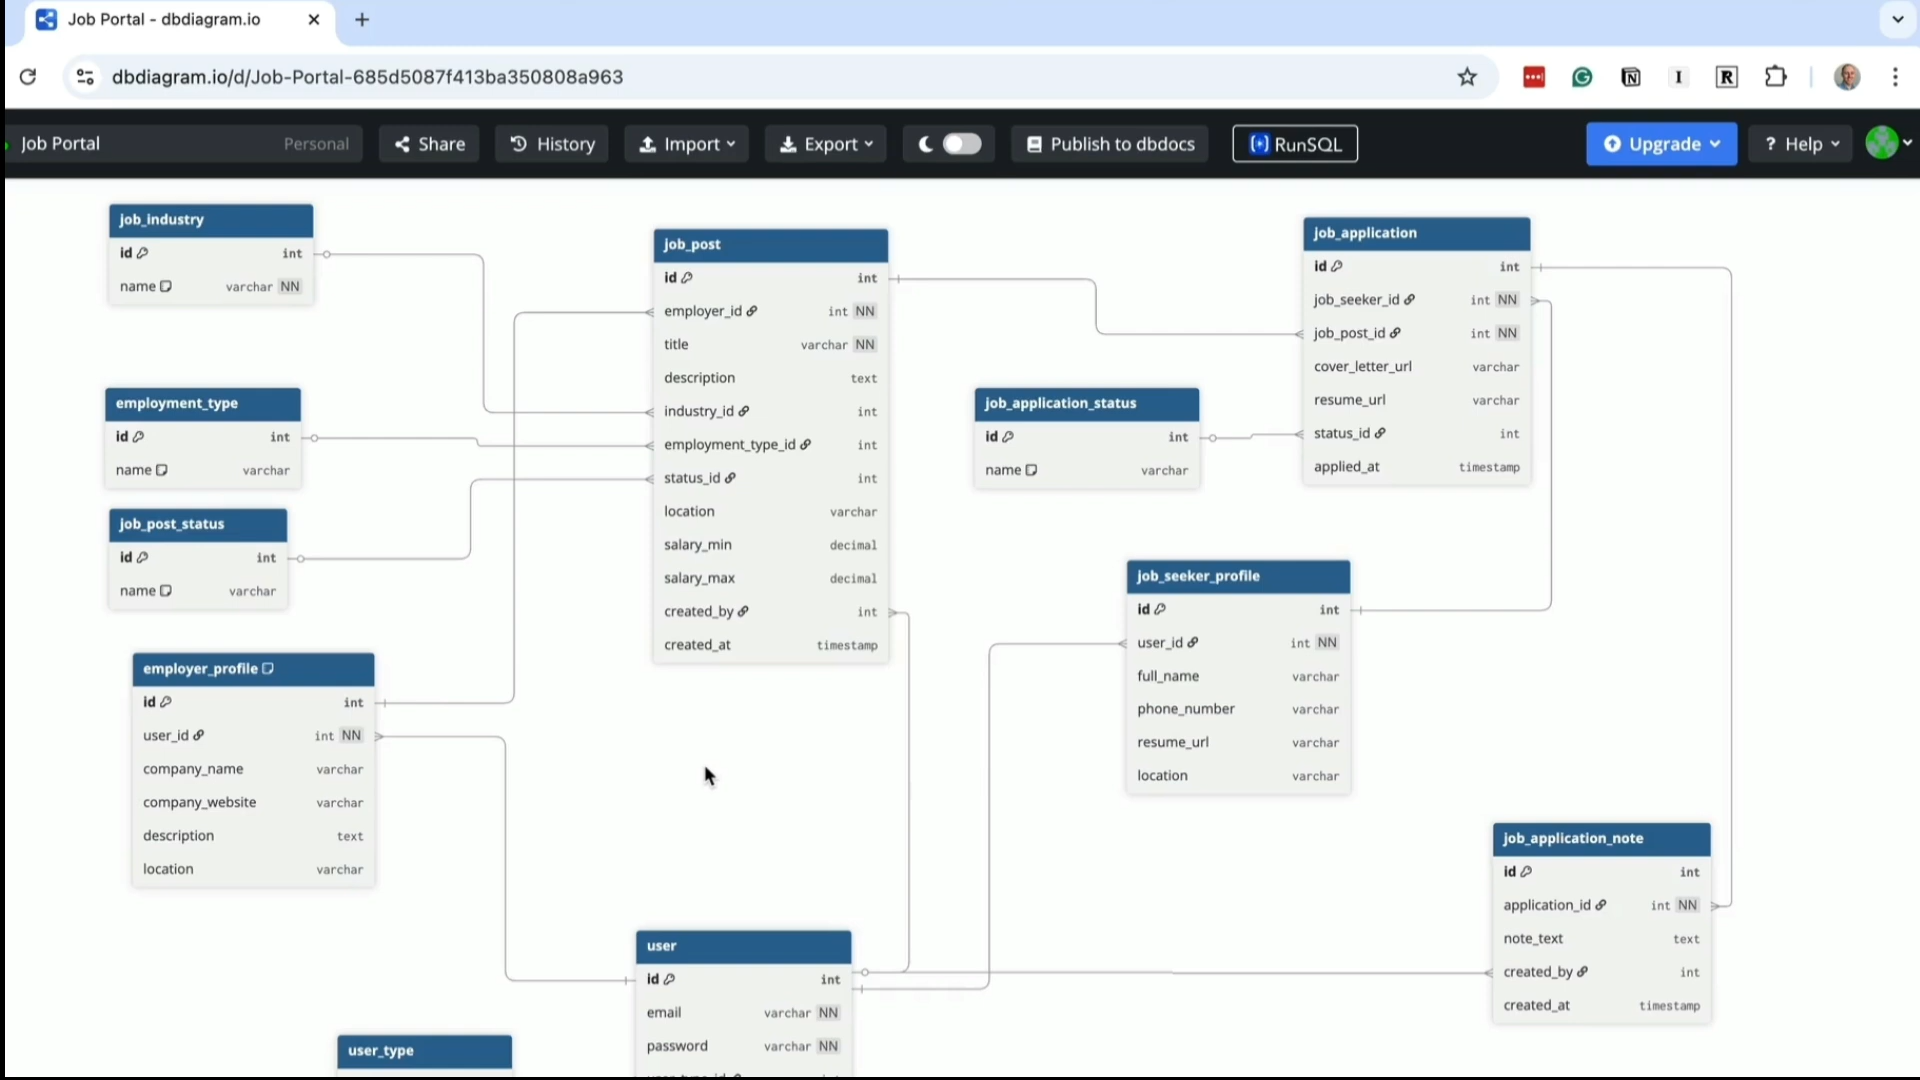 Job Portal - dbdiagram.io
dbdiagram.io/d/Job-Portal-685d5087f413ba350808a963
Job Portal
Personal
Share
History
Import
Export
Publish to dbdocs
RunSQL
Upgrade
? Help
job_industry
id int
name varchar NN
employment_type
id int
name varchar
job_post_status
id int
name varchar
employer_profile
id int
user_id int NN
company_name varchar
company_website varchar
description text
location varchar
job_post
id int
employer_id int NN
title varchar NN
description text
industry_id int
employment_type_id int
status_id int
location varchar
salary_min decimal
salary_max decimal
created_by int
created_at timestamp
job_application_status
id int
name varchar
job_application
id int
job_seeker_id int NN
job_post_id int NN
cover_letter_url varchar
resume_url varchar
status_id int
applied_at timestamp
job_seeker_profile
id int
user_id int NN
full_name varchar
phone_number varchar
resume_url varchar
location varchar
job_application_note
id int
application_id int NN
note_text text
created_by int
created_at timestamp
user
id int
email varchar NN
password varchar NN
user_type